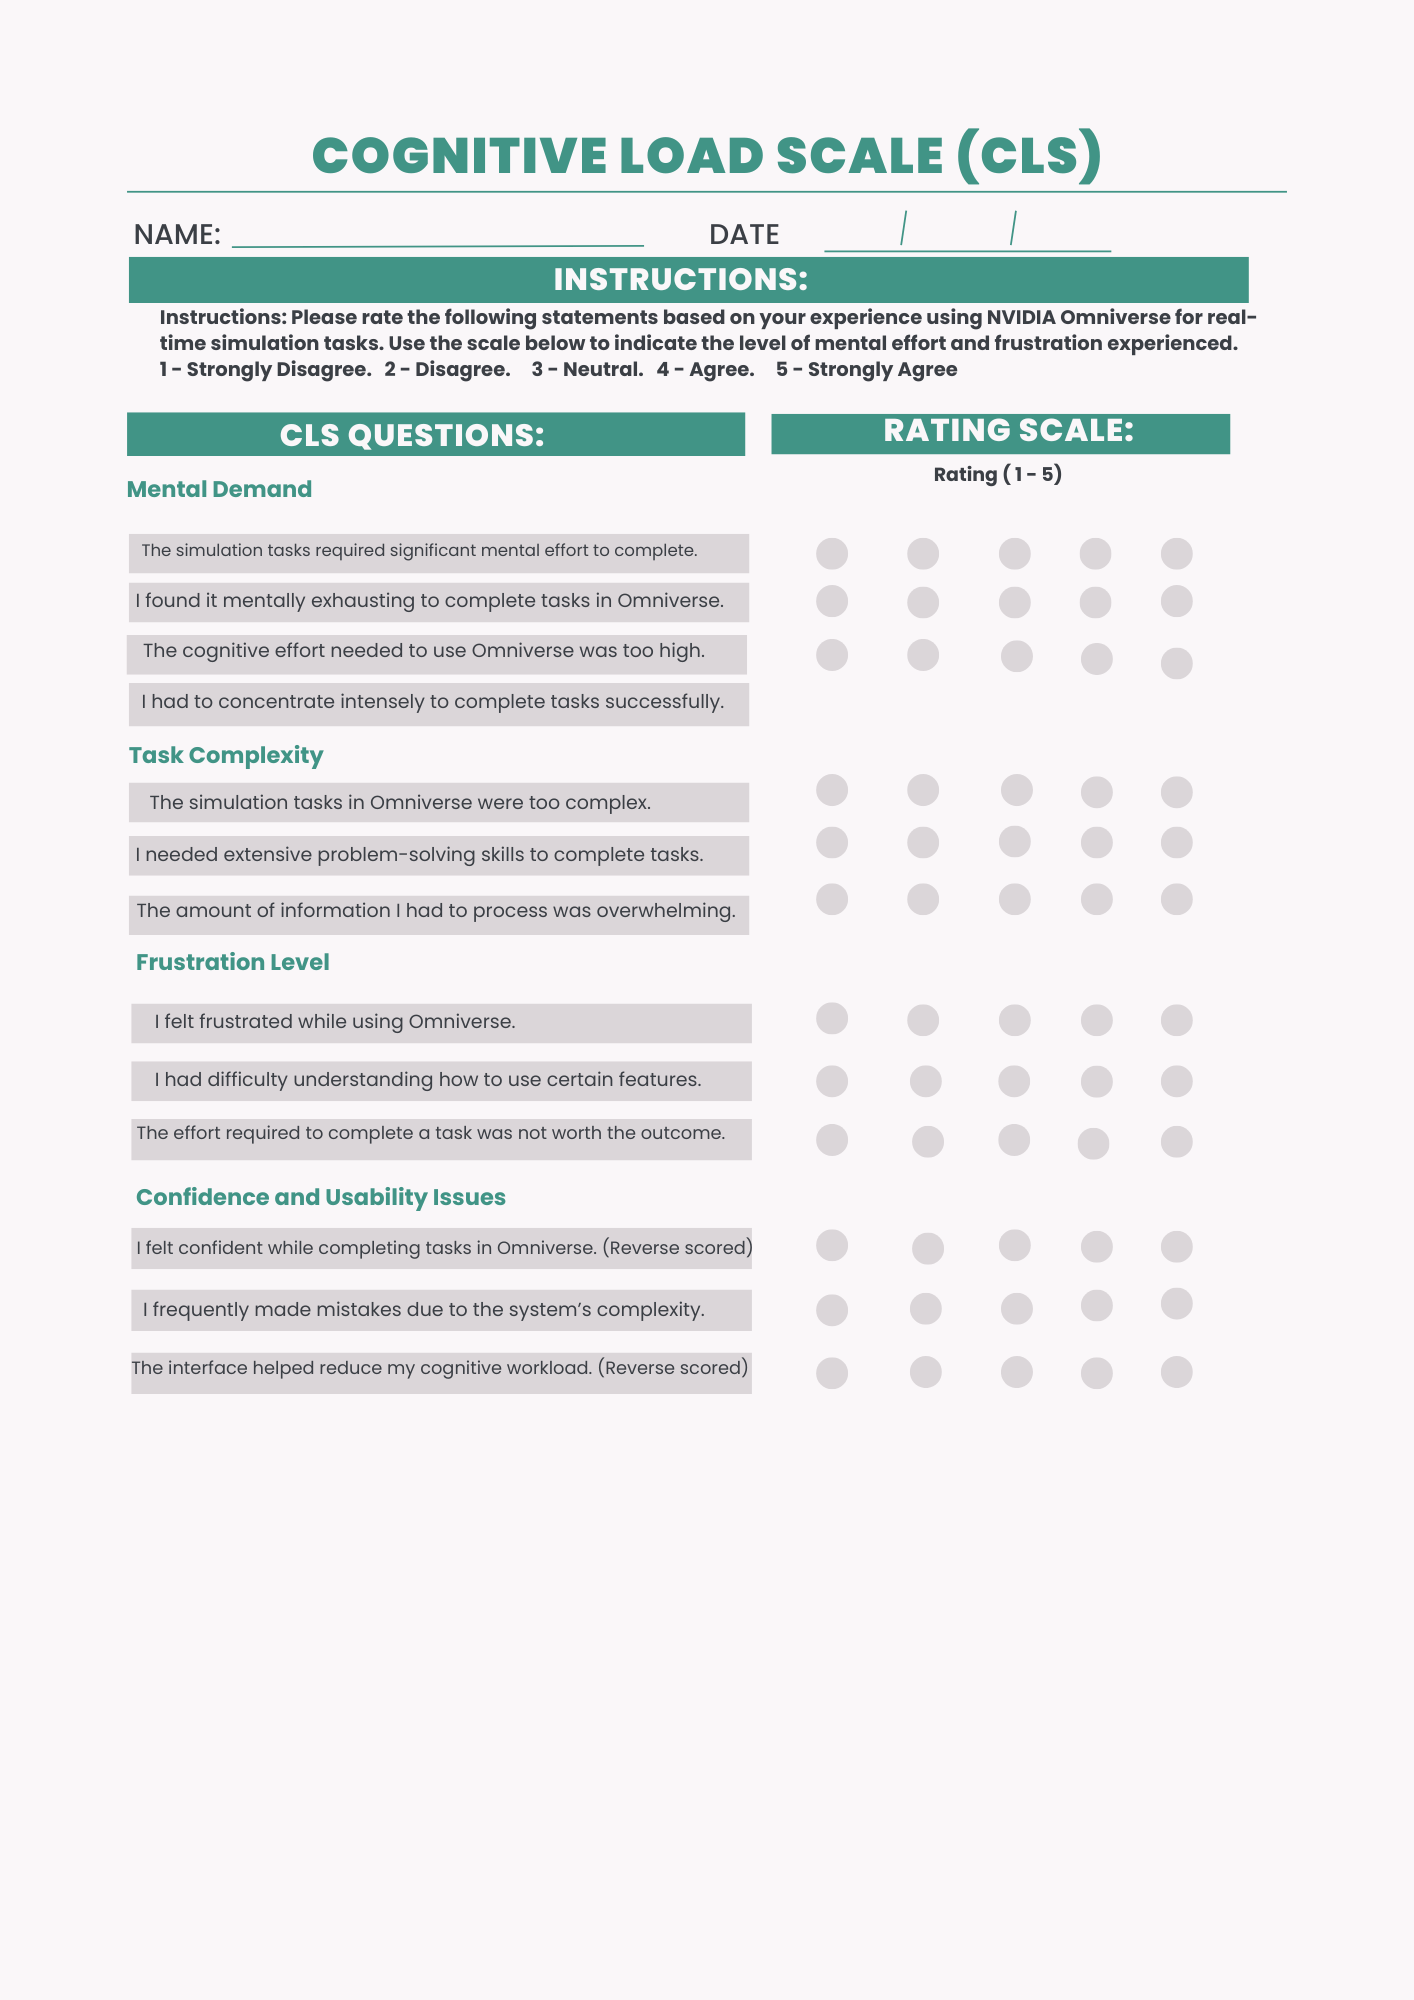 COGNITIVE LOAD SCALE (CLS)
NAME: DATE / /
INSTRUCTIONS:
Instructions: Please rate the following statements based on your experience using NVIDIA Omniverse for real-
time simulation tasks. Use the scale below to indicate the level of mental effort and frustration experienced.
1 - Strongly Disagree. 2 - Disagree. 3 - Neutral. 4 - Agree. 5 - Strongly Agree
CLS QUESTIONS:
RATING SCALE:
Rating ( 1 - 5)
Mental Demand
The simulation tasks required significant mental effort to complete.
I found it mentally exhausting to complete tasks in Omniverse.
The cognitive effort needed to use Omniverse was too high.
I had to concentrate intensely to complete tasks successfully.
Task Complexity
The simulation tasks in Omniverse were too complex.
I needed extensive problem-solving skills to complete tasks.
The amount of information I had to process was overwhelming.
Frustration Level
I felt frustrated while using Omniverse.
I had difficulty understanding how to use certain features.
The effort required to complete a task was not worth the outcome.
Confidence and Usability Issues
I felt confident while completing tasks in Omniverse. (Reverse scored)
I frequently made mistakes due to the system's complexity.
The interface helped reduce my cognitive workload. (Reverse scored)